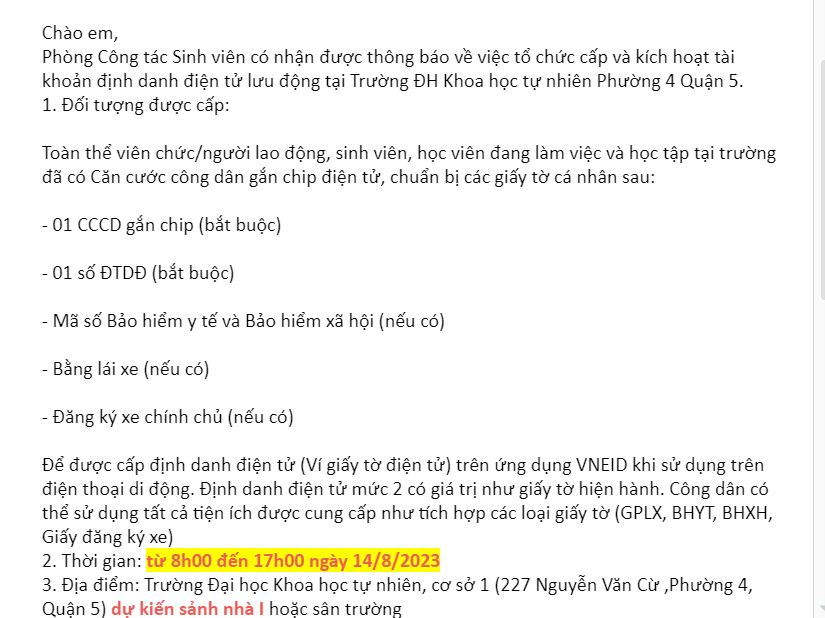 Chào em,
Phòng Công tác Sinh viên có nhận được thông báo về việc tổ chức cấp và kích hoạt tài
khoản định danh điện tử lưu động tại Trường ĐH Khoa học tự nhiên Phường 4 Quận 5.
1. Đối tượng được cấp:
Toàn thể viên chức/người lao động, sinh viên, học viên đang làm việc và học tập tại trường
đã có Căn cước công dân gắn chip điện tử, chuẩn bị các giấy tờ cá nhân sau:
- 01 CCCD gắn chip (bắt buộc)
- 01 số ĐTDĐ (bắt buộc)
- Mã số Bảo hiểm y tế và Bảo hiểm xã hội (nếu có)
- Bằng lái xe (nếu có)
- Đăng ký xe chính chủ (nếu có)
Để được cấp định danh điện tử (Ví giấy tờ điện tử) trên ứng dụng VNEID khi sử dụng trên
điện thoại di động. Định danh điện tử mức 2 có giá trị như giấy tờ hiện hành. Công dân có
thể sử dụng tất cả tiện ích được cung cấp như tích hợp các loại giấy tờ (GPLX, BHYT, BHXH,
Giấy đăng ký xe)
2. Thời gian: từ 8h00 đến 17h00 ngày 14/8/2023
3. Địa điểm: Trường Đại học Khoa học tự nhiên, cơ sở 1 (227 Nguyễn Văn Cừ ,Phường 4,
Quận 5) dự kiến sảnh nhà I hoặc sân trường